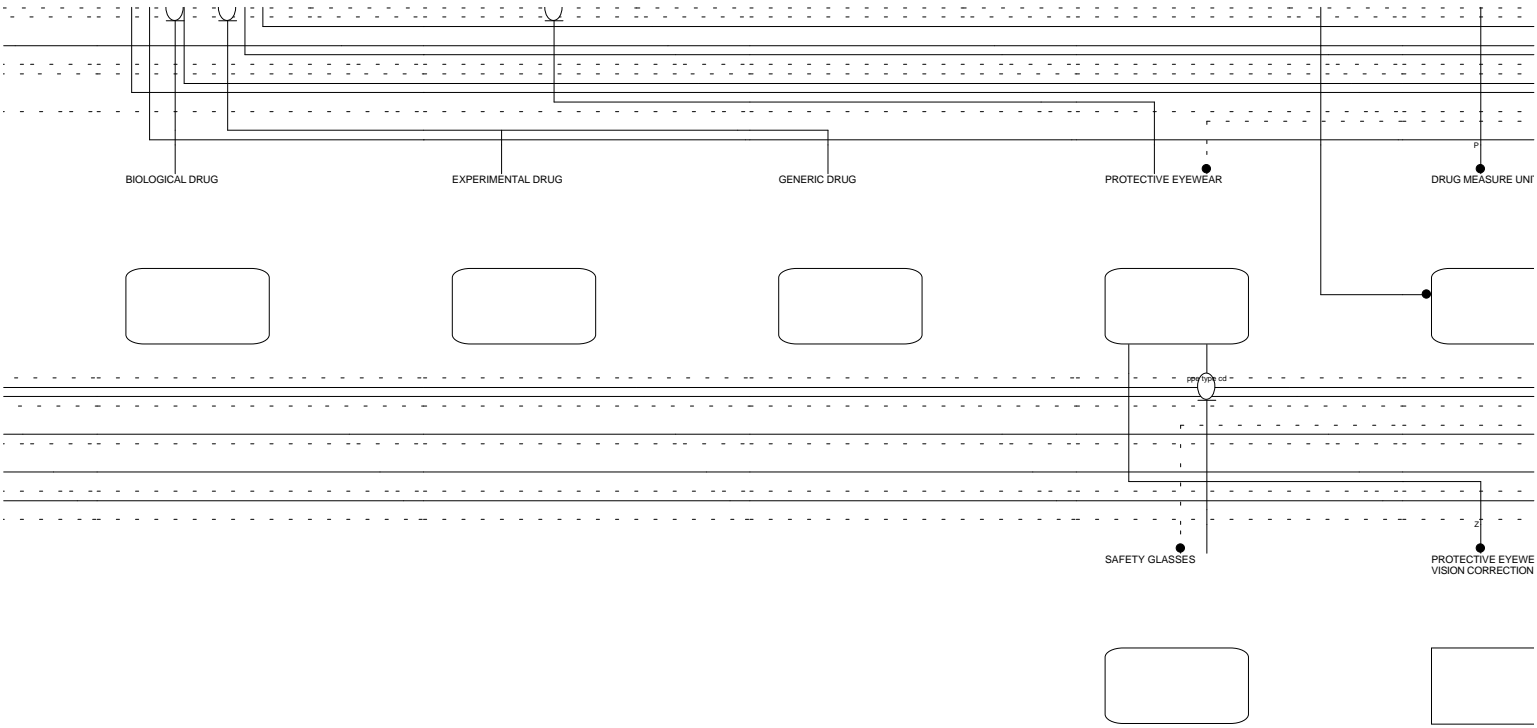 P
BIOLOGICAL DRUG
EXPERIMENTAL DRUG
GENERIC DRUG
PROTECTIVE EYEWEAR
DRUG MEASURE UNI
ppe type cd
Z
SAFETY GLASSES
PROTECTIVE EYEWE
VISION CORRECTION